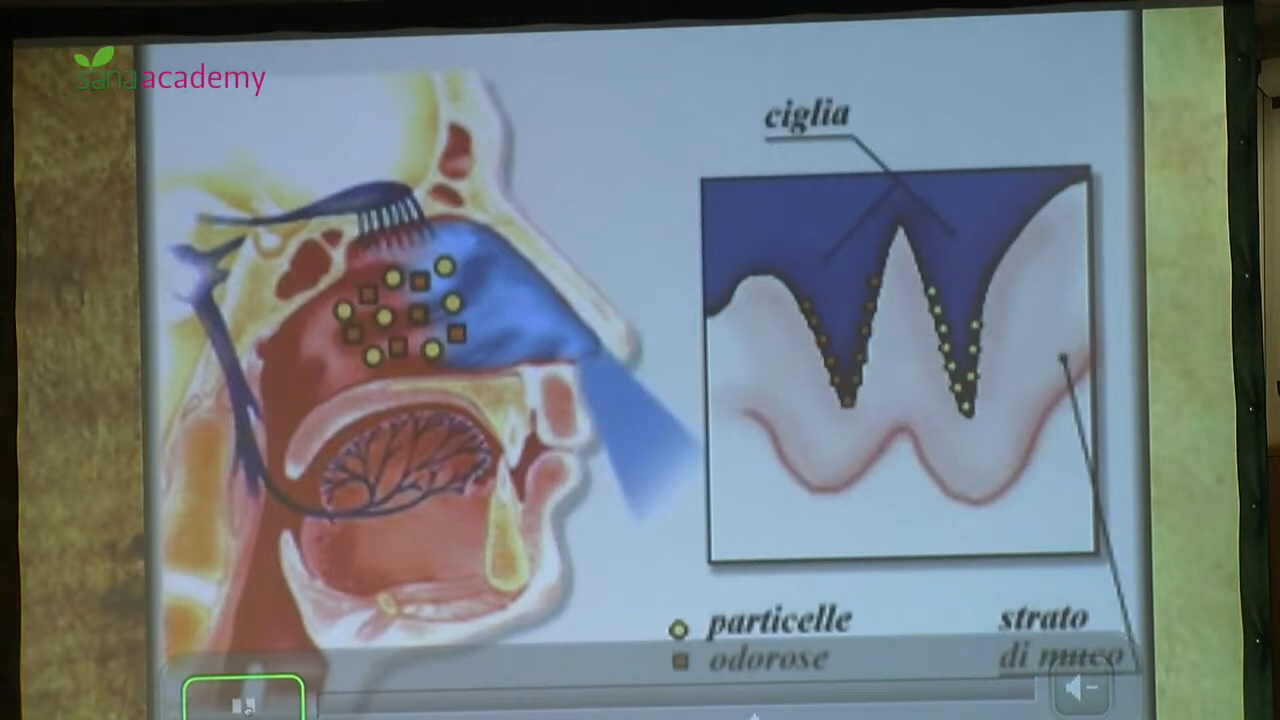 sanaacademy
ciglia
particelle
odorose
strato
di muco